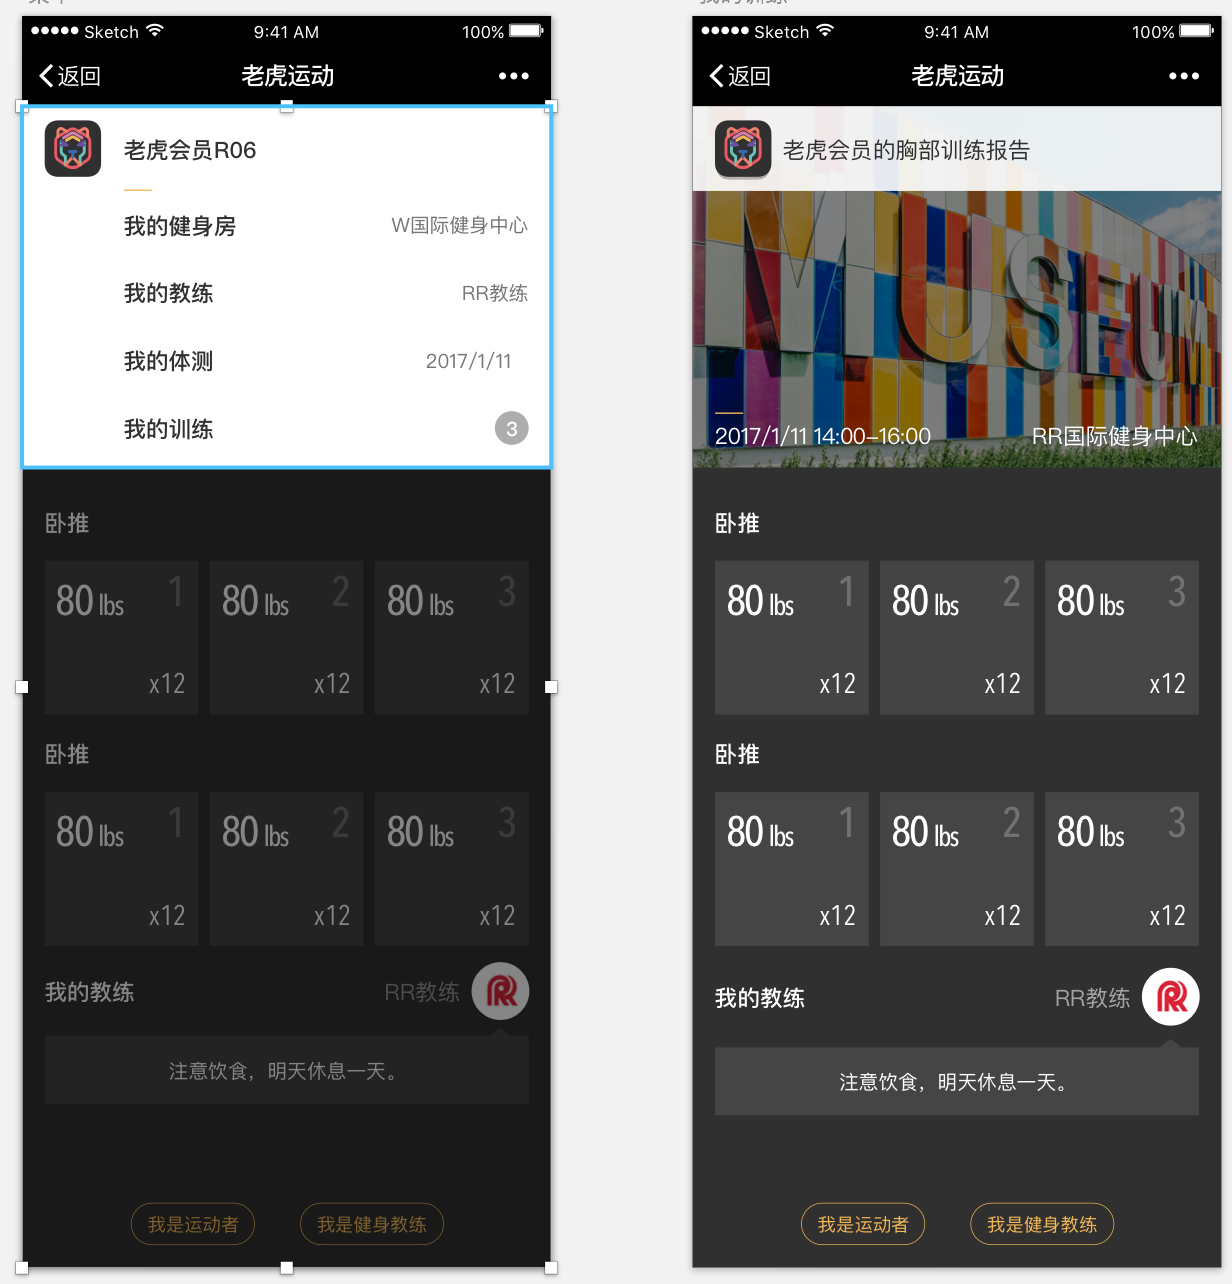 Sketch 9:41 AM 100%
返回 老虎运动
老虎会员R06
我的健身房 W国际健身中心
我的教练 RR教练
我的体测 2017/1/11
我的训练 3
卧推
80 lbs 1 80 lbs 2 80 lbs 3
x12 x12 x12
卧推
80 lbs 1 80 lbs 2 80 lbs 3
x12 x12 x12
我的教练 RR教练
注意饮食，明天休息一天。
我是运动者 我是健身教练
Sketch 9:41 AM 100%
返回 老虎运动
老虎会员的胸部训练报告
MUSEUM
2017/1/11 14:00-16:00 RR国际健身中心
卧推
80 lbs 1 80 lbs 2 80 lbs 3
x12 x12 x12
卧推
80 lbs 1 80 lbs 2 80 lbs 3
x12 x12 x12
我的教练 RR教练
注意饮食，明天休息一天。
我是运动者 我是健身教练